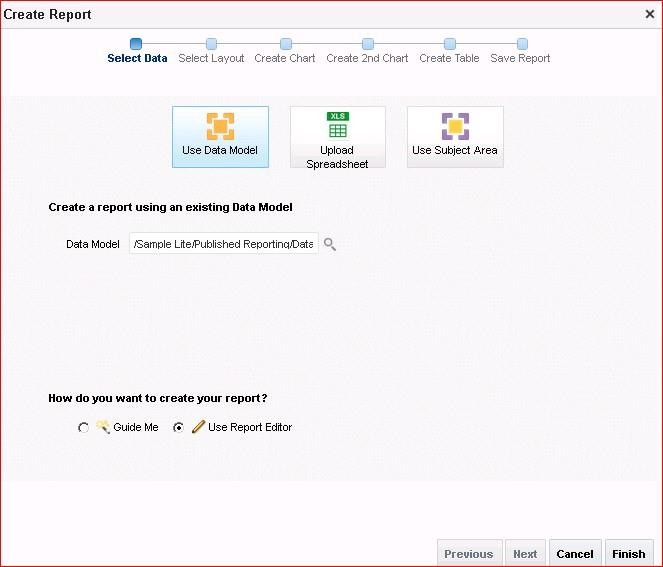 Create Report
Select Data Select Layout Create Chart Create 2nd Chart Create Table Save Report
XLS
Use Data Model Upload Use Subject Area
Spreadsheet
Create a report using an existing Data Model
Data Model /Sample Lite/Published Reporting/Data
How do you want to create your report?
Guide Me Use Report Editor
Previous Next Cancel Finish